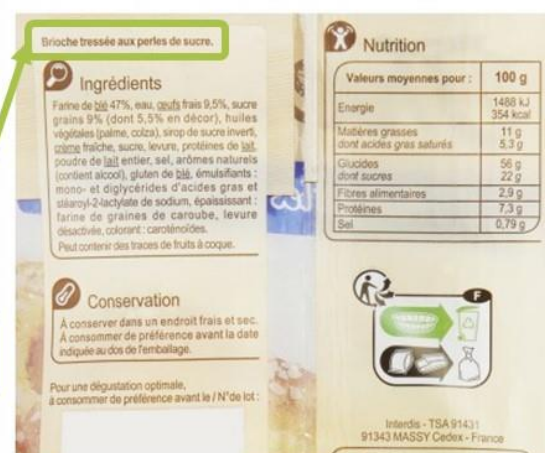 Brioche tressée aux perles de sucre.
Ingrédients
Farine de blé 47%, eau, œufs frais 9,5%, sucre
grains 9% (dont 5,5% en décor), huiles
végétales (palme, colza), sirop de sucre inverti,
crème fraîche, sucre, levure, protéines de lait,
poudre de lait entier, sel, arômes naturels
(contient alcool), gluten de blé, émulsifiants :
mono- et diglycérides d'acides gras et
stéaroyl-2-lactylate de sodium, épaississant :
farine de graines de caroube, levure
désactivée, colorant : caroténoïdes.
Peut contenir des traces de fruits à coque.
Conservation
À conserver dans un endroit frais et sec.
À consommer de préférence avant la date
indiquée au dos de l'emballage.
Pour une dégustation optimale,
à consommer de préférence avant le / N°de lot :
Nutrition
Valeurs moyennes pour : 100 g
Energie 1488 kJ
354 kcal
Matières grasses 11 g
dont acides gras saturés 5,3 g
Glucides 56 g
dont sucres 22 g
Fibres alimentaires 2,9 g
Protéines 7,3 g
Sel 0,79 g
F
Interdis - TSA 91431
91343 MASSY Cedex - France